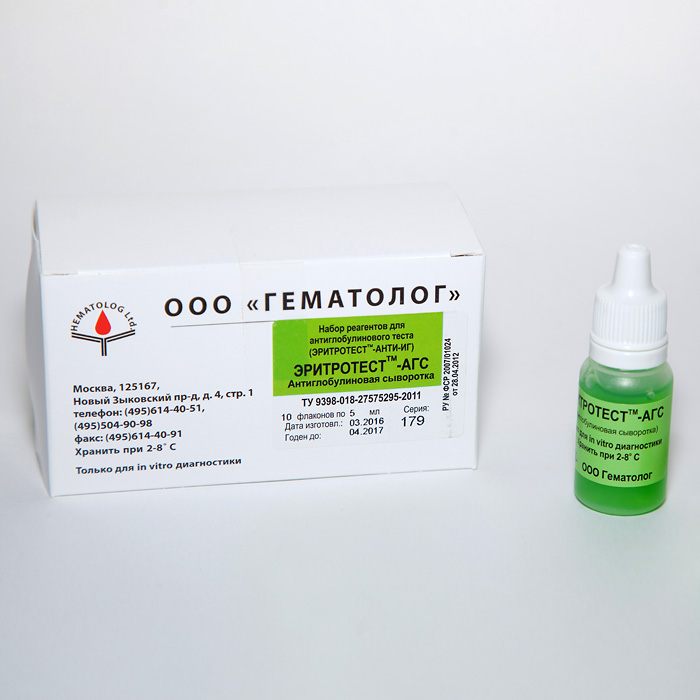 HEMATOLOG Ltd.
ООО «ГЕМАТОЛОГ»
Набор реагентов для
антиглобулинового теста
(ЭРИТРОТЕСТ™-АНТИ-ИГ)
ЭРИТРОТЕСТ™-АГС
Антиглобулиновая сыворотка
ТУ 9398-018-27575295-2011
10 флаконов по 5 мл
Серия:
Дата изготовл.: 03.2016
179
Годен до: 04.2017
РУ № ФСР 2007/01024
от 28.04.2012
Москва, 125167,
Новый Зыковский пр-д, д. 4, стр. 1
телефон: (495)614-40-51,
(495)504-90-98
факс: (495)614-40-91
Хранить при 2-8° С
Только для in vitro диагностики
ИТРОТЕСТ™-АГС
глобулиновая сыворотка)
для in vitro диагностики
Хранить при 2-8° С
ООО Гематолог